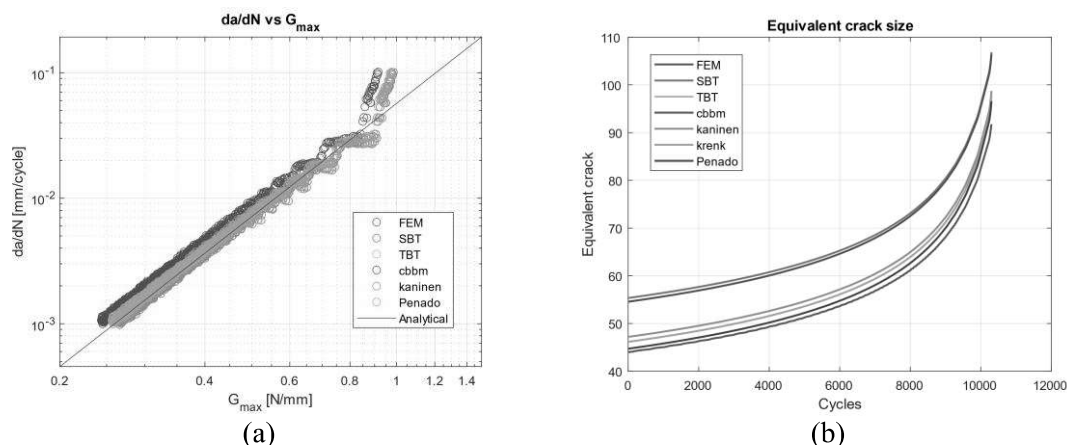 da/dN vs G_max
10^-1
10^-2
10^-3
da/dN [mm/cycle]
FEM
SBT
TBT
cbbm
kaninen
Penado
Analytical
0.2
0.4
0.6
0.8
1
1.2
1.4
G_max [N/mm]
(a)
Equivalent crack size
110
100
90
80
70
60
50
40
Equivalent crack
FEM
SBT
TBT
cbbm
kaninen
krenk
Penado
0
2000
4000
6000
8000
10000
12000
Cycles
(b)